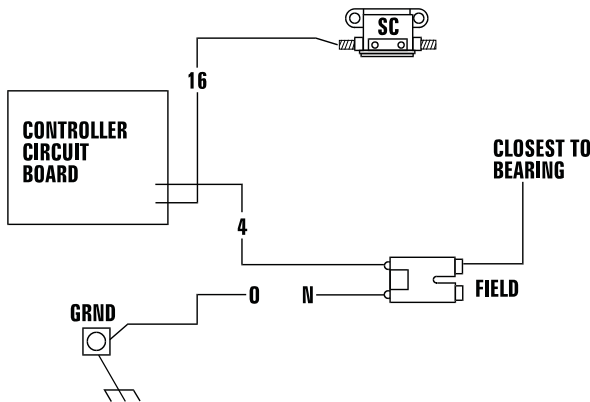 SC
16
CONTROLLER
CIRCUIT
BOARD
CLOSEST TO
BEARING
4
0
N
FIELD
GRND